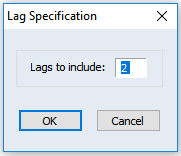 Lag Specification
Lags to include: 2
OK Cancel